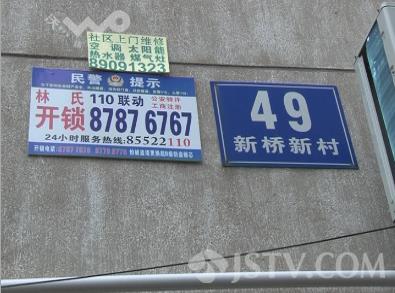 社区上门维修
空调 太阳能
热水器 煤气灶
89091323
民警 提示
林氏 110联动 公安特许
工商注册
开锁 8787 6767
24小时服务热线:85522110
49
新桥新村
JSTV.COM